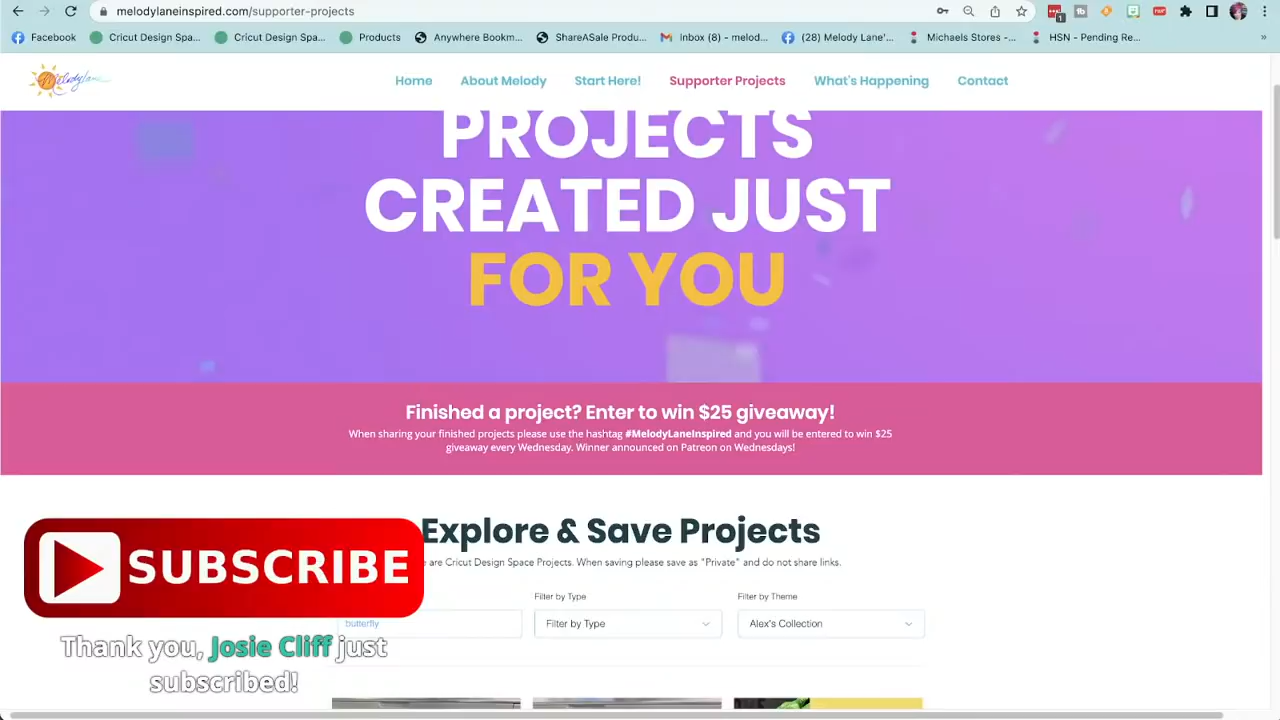 melodylaneinspired.com/supporter-projects
Facebook
Cricut Design Spa...
Cricut Design Spa...
Products
Anywhere Bookm...
ShareASale Produ...
Inbox (8) - melod...
(28) Melody Lane'...
Michaels Stores -...
HSN - Pending Re...
»
MelodyLane
Home
About Melody
Start Here!
Supporter Projects
What's Happening
Contact
PROJECTS
CREATED JUST
FOR YOU
Finished a project? Enter to win $25 giveaway!
When sharing your finished projects please use the hashtag #MelodyLaneInspired and you will be entered to win $25
giveaway every Wednesday. Winner announced on Patreon on Wednesdays!
Explore & Save Projects
e are Cricut Design Space Projects. When saving please save as "Private" and do not share links.
Filter by Type
Filter by Theme
butterfly
Filter by Type
Alex's Collection
SUBSCRIBE
Thank you, Josie Cliff just
subscribed!